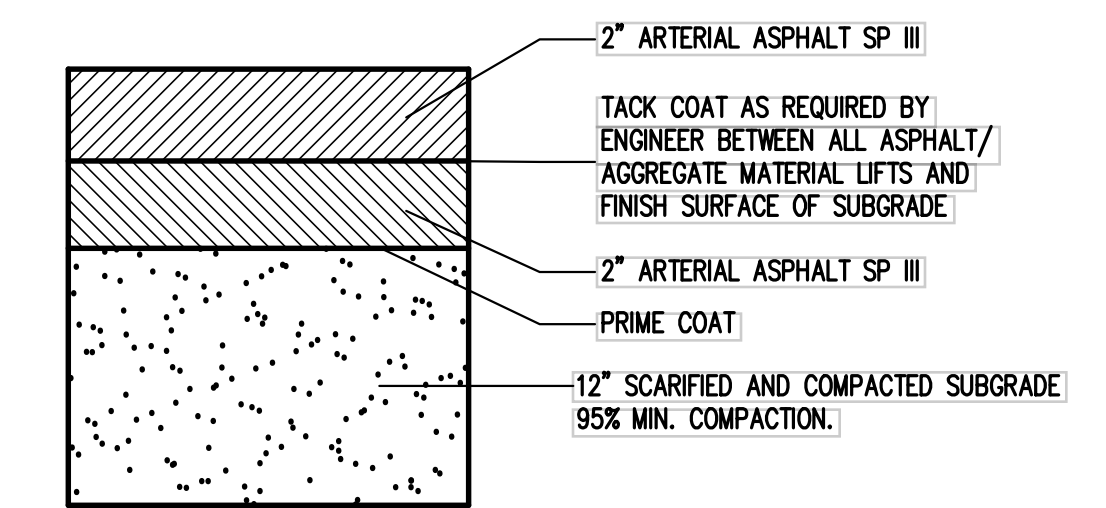 2" ARTERIAL ASPHALT SP III
TACK COAT AS REQUIRED BY
ENGINEER BETWEEN ALL ASPHALT/
AGGREGATE MATERIAL LIFTS AND
FINISH SURFACE OF SUBGRADE
2" ARTERIAL ASPHALT SP III
PRIME COAT
12" SCARIFIED AND COMPACTED SUBGRADE
95% MIN. COMPACTION.